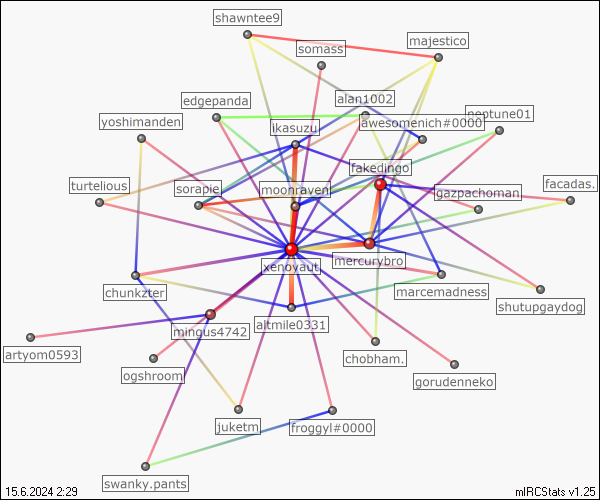 shawntee9
majestico
somass
edgepanda
alan1002
neptune01
yoshimanden
awesomenich#0000
ikasuzu
fakedingo
turtelious
sorapie
moonraven
gazpachoman
facadas.
xenoyauti
mercurybro
chunkzter
marcemadness
shutupgaydog
mingus4742
altmile0331
artyom0593
chobham.
ogshroom
gorudenneko
juketm
froggyl#0000
swanky.pants
15.6.2024 2:29
mIRCStats v1.25